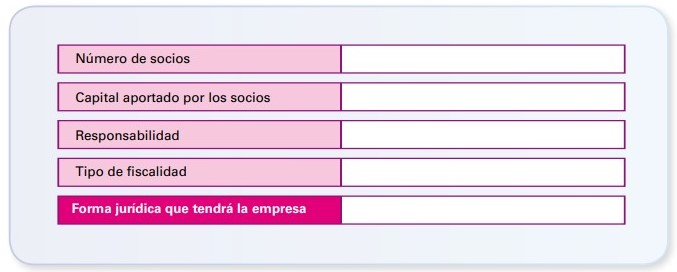 Número de socios
Capital aportado por los socios
Responsabilidad
Tipo de fiscalidad
Forma jurídica que tendrá la empresa